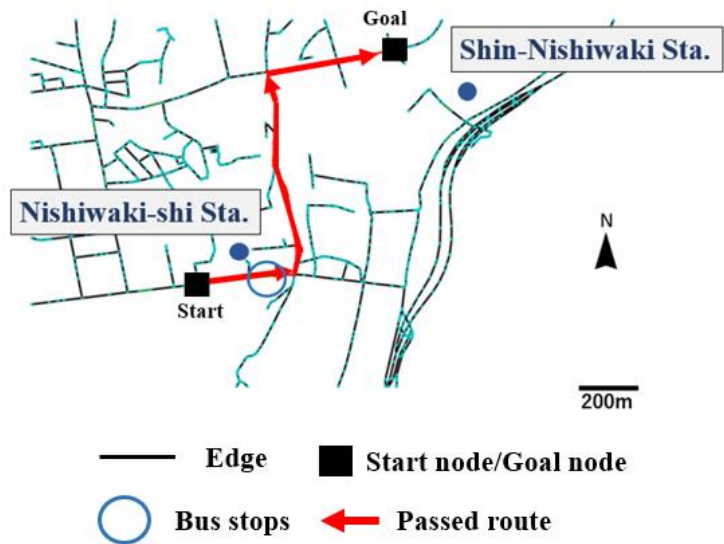 Goal
Shin-Nishiwaki Sta.
Nishiwaki-shi Sta.
N
Start
200m
Edge
Start node/Goal node
Bus stops
Passed route